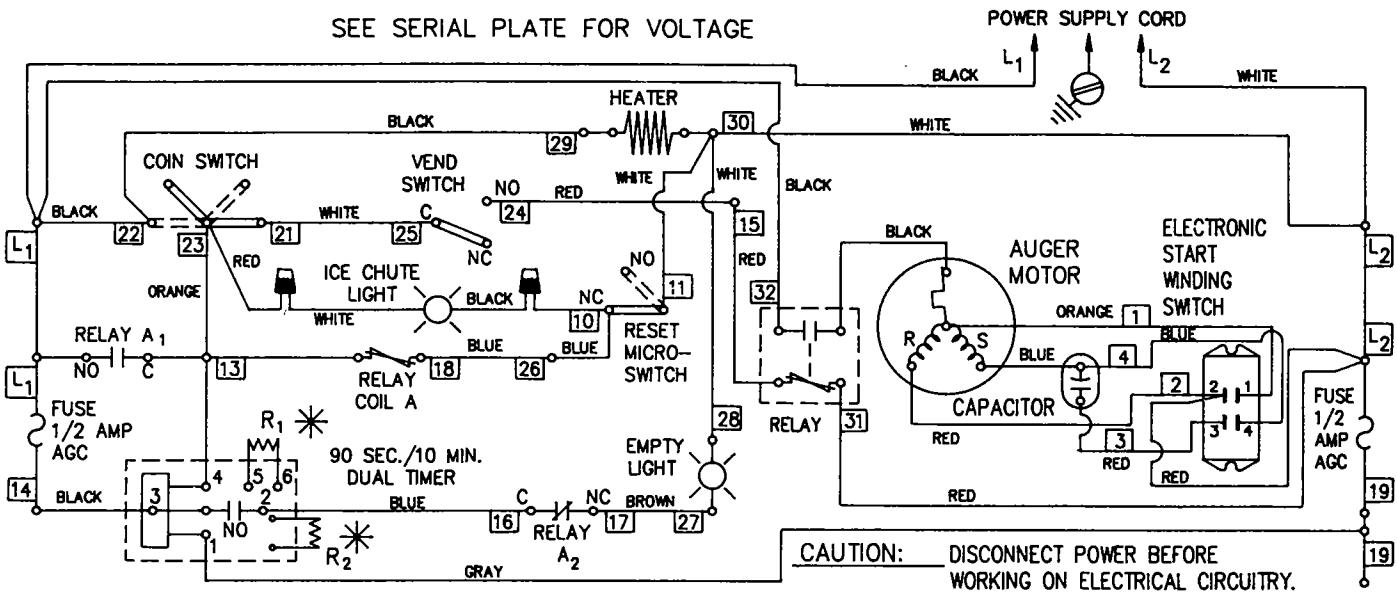 SEE SERIAL PLATE FOR VOLTAGE
POWER SUPPLY CORD
L1
L2
BLACK
WHITE
HEATER
BLACK
29
30
WHITE
COIN SWITCH
VEND
SWITCH
NO
24
RED
WHITE
WHITE
BLACK
BLACK
22
23
21
WHITE
25
C
NC
15
L1
RED
ORANGE
ICE CHUTE
LIGHT
WHITE
BLACK
NO
NC
10
11
RESET
MICRO-
SWITCH
RED
32
BLACK
AUGER
MOTOR
ELECTRONIC
START
WINDING
SWITCH
L2
ORANGE
1
BLUE
R
S
BLUE
4
L2
RELAY A1
NO
C
13
RELAY
COIL A
18
BLUE
26
BLUE
L1
FUSE
1/2 AMP
AGC
R1
90 SEC./10 MIN.
DUAL TIMER
28
EMPTY
LIGHT
RELAY
31
CAPACITOR
2
RED
3
RED
2
1
3
4
RED
FUSE
1/2
AMP
AGC
14
BLACK
3
4
5
6
2
NO
1
R2
BLUE
16
C
RELAY
A2
NC
17
BROWN
27
RED
19
GRAY
19
CAUTION: DISCONNECT POWER BEFORE
WORKING ON ELECTRICAL CIRCUITRY.